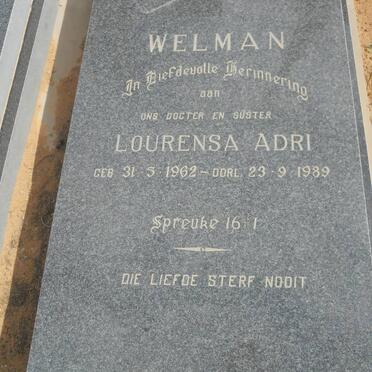 WELMAN
In Liefdevolle Herinnering
aan
ONS DOGTER EN SUSTER
LOURENSA ADRI
GEB. 31·5·1962 – OORL. 23·9·1989
Spreuke 16:1
DIE LIEFDE STERF NOOIT